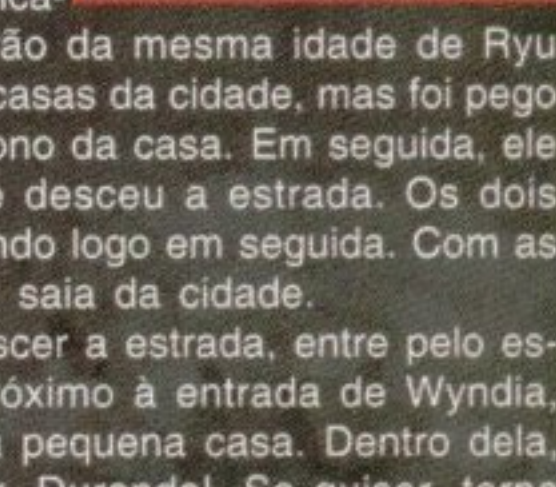 ão da mesma idade de Ryu
casas da cidade, mas foi pego
ono da casa. Em seguida, ele
desceu a estrada. Os dois
ndo logo em seguida. Com as
saia da cidade.
scer a estrada, entre pelo es-
óximo à entrada de Wyndia,
pequena casa. Dentro dela,